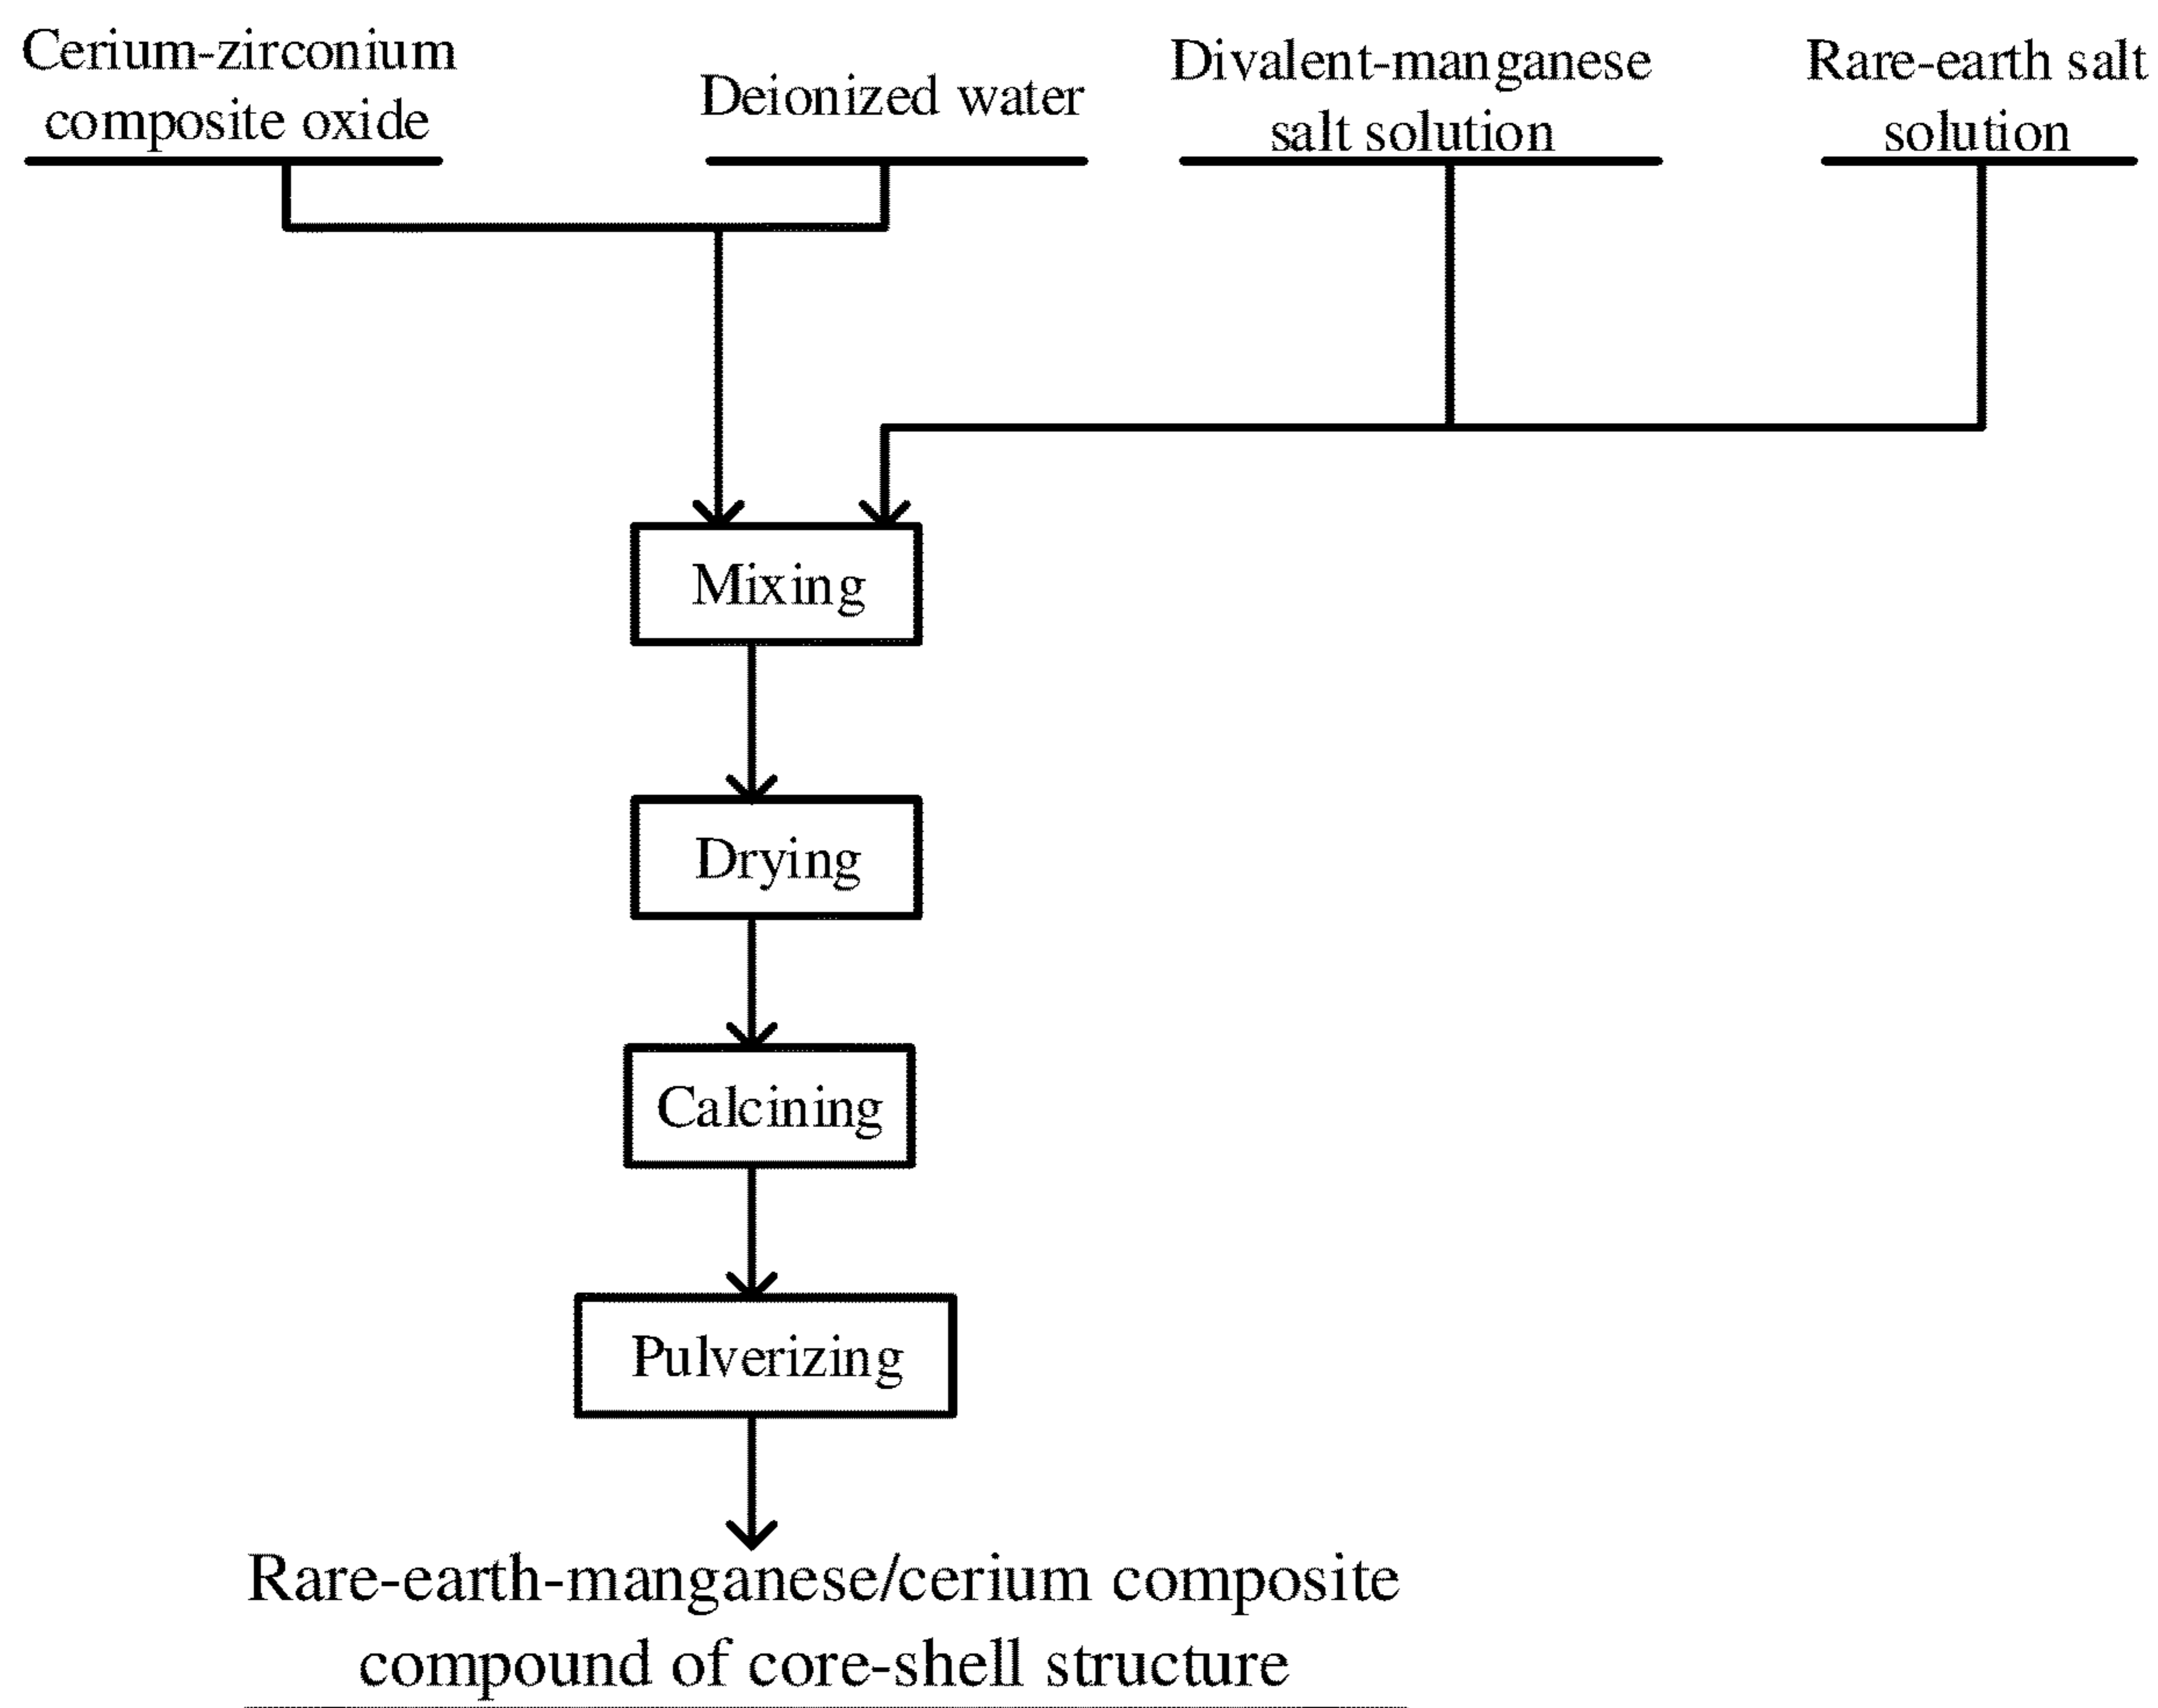 Cerium-zirconium
composite oxide
Deionized water
Divalent-manganese
salt solution
Rare-earth salt
solution
Mixing
Drying
Calcining
Pulverizing
Rare-earth-manganese/cerium composite
compound of core-shell structure